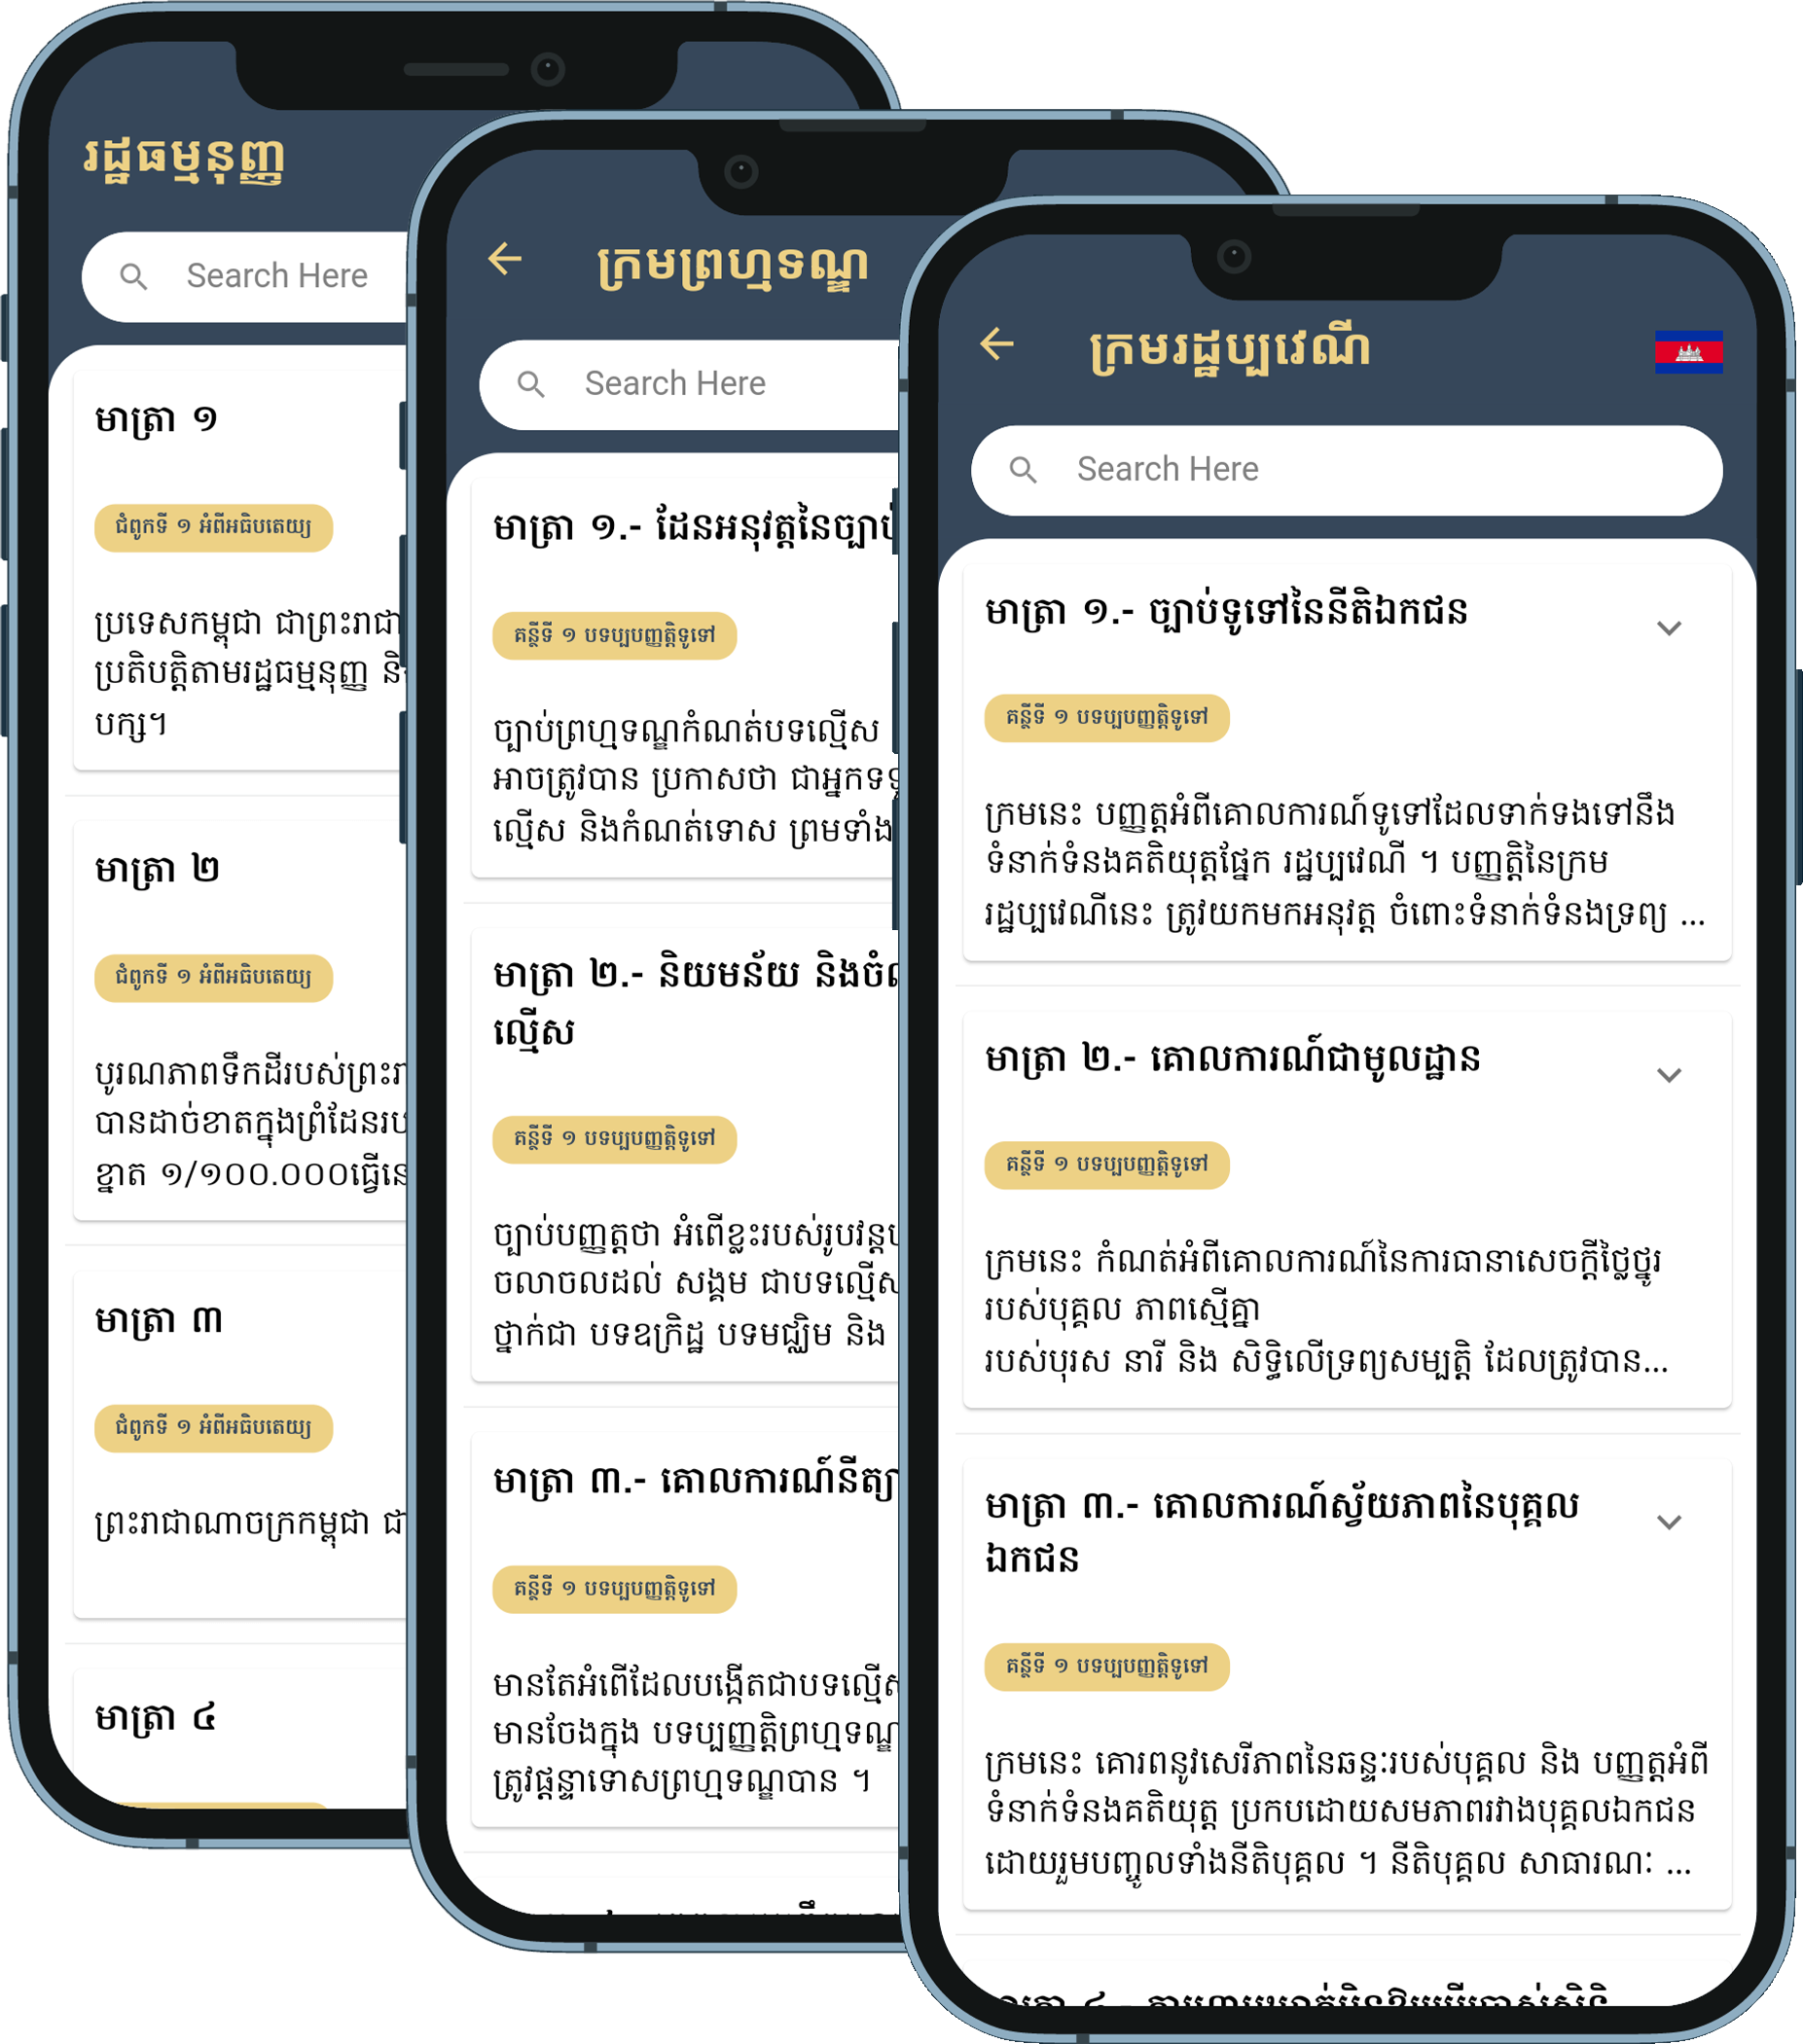 រដ្ឋធម្មនុញ្ញ
Search Here
មាត្រា ១
ជំពូកទី ១ អំពីអធិបតេយ្យ
ប្រទេសកម្ពុជា ជាព្រះរាជា
ប្រតិបត្តិតាមរដ្ឋធម្មនុញ្ញ
បក្ស។
មាត្រា ២
ជំពូកទី ១ អំពីអធិបតេយ្យ
បូរណភាពទឹកដីរបស់ព្រះរា
បានដាច់ខាតក្នុងព្រំដែន
ខ្នាត ១/១០០.០០០ធ្វើ
មាត្រា ៣
ជំពូកទី ១ អំពីអធិបតេយ្យ
ព្រះរាជាណាចក្រកម្ពុជា ជា
មាត្រា ៤
ក្រមព្រហ្មទណ្ឌ
Search Here
មាត្រា ១.- ដែនអនុវត្តនៃច្បាប់
គន្ថីទី ១ បទប្បបញ្ញត្តិទូទៅ
ច្បាប់ព្រហ្មទណ្ឌកំណត់បទល្មើស
អាចត្រូវបាន ប្រកាសថា ជាអ្នក
ល្មើស និងកំណត់ទោស ព្រមទាំង
មាត្រា ២.- និយមន័យ និង
ល្មើស
គន្ថីទី ១ បទប្បបញ្ញត្តិទូទៅ
ច្បាប់បញ្ញត្តថា អំពើខ្លះរបស់រូបវន្ត
ចលាចលដល់ សង្គម ជាបទល្មើស
ថ្នាក់ជា បទឧក្រិដ្ឋ បទមជ្ឈិម និង
មាត្រា ៣.- គោលការណ៍នីត្យា
គន្ថីទី ១ បទប្បបញ្ញត្តិទូទៅ
មានតែអំពើដែលបង្កើតជាបទល្មើស
មានចែងក្នុង បទប្បញ្ញត្តិព្រហ្មទណ្ឌ
ត្រូវផ្តន្ទាទោសព្រហ្មទណ្ឌបាន ។
ក្រមរដ្ឋប្បវេណី
Search Here
មាត្រា ១.- ច្បាប់ទូទៅនៃនីតិឯកជន
គន្ថីទី ១ បទប្បបញ្ញត្តិទូទៅ
ក្រមនេះ បញ្ញត្តអំពីគោលការណ៍ទូទៅដែលទាក់ទងទៅនឹង
ទំនាក់ទំនងគតិយុត្តផ្នែក រដ្ឋប្បវេណី ។ បញ្ញត្តិនៃក្រម
រដ្ឋប្បវេណីនេះ ត្រូវយកមកអនុវត្ត ចំពោះទំនាក់ទំនងទ្រព្យ ...
មាត្រា ២.- គោលការណ៍ជាមូលដ្ឋាន
គន្ថីទី ១ បទប្បបញ្ញត្តិទូទៅ
ក្រមនេះ កំណត់អំពីគោលការណ៍នៃការធានាសេចក្តីថ្លៃថ្នូរ
របស់បុគ្គល ភាពស្មើគ្នា
របស់បុរស នារី និង សិទ្ធិលើទ្រព្យសម្បត្តិ ដែលត្រូវបាន...
មាត្រា ៣.- គោលការណ៍ស្វ័យភាពនៃបុគ្គល
ឯកជន
គន្ថីទី ១ បទប្បបញ្ញត្តិទូទៅ
ក្រមនេះ គោរពនូវសេរីភាពនៃឆន្ទៈរបស់បុគ្គល និង បញ្ញត្តអំពី
ទំនាក់ទំនងគតិយុត្ត ប្រកបដោយសមភាពរវាងបុគ្គលឯកជន
ដោយរួមបញ្ចូលទាំងនីតិបុគ្គល ។ នីតិបុគ្គល សាធារណៈ ...